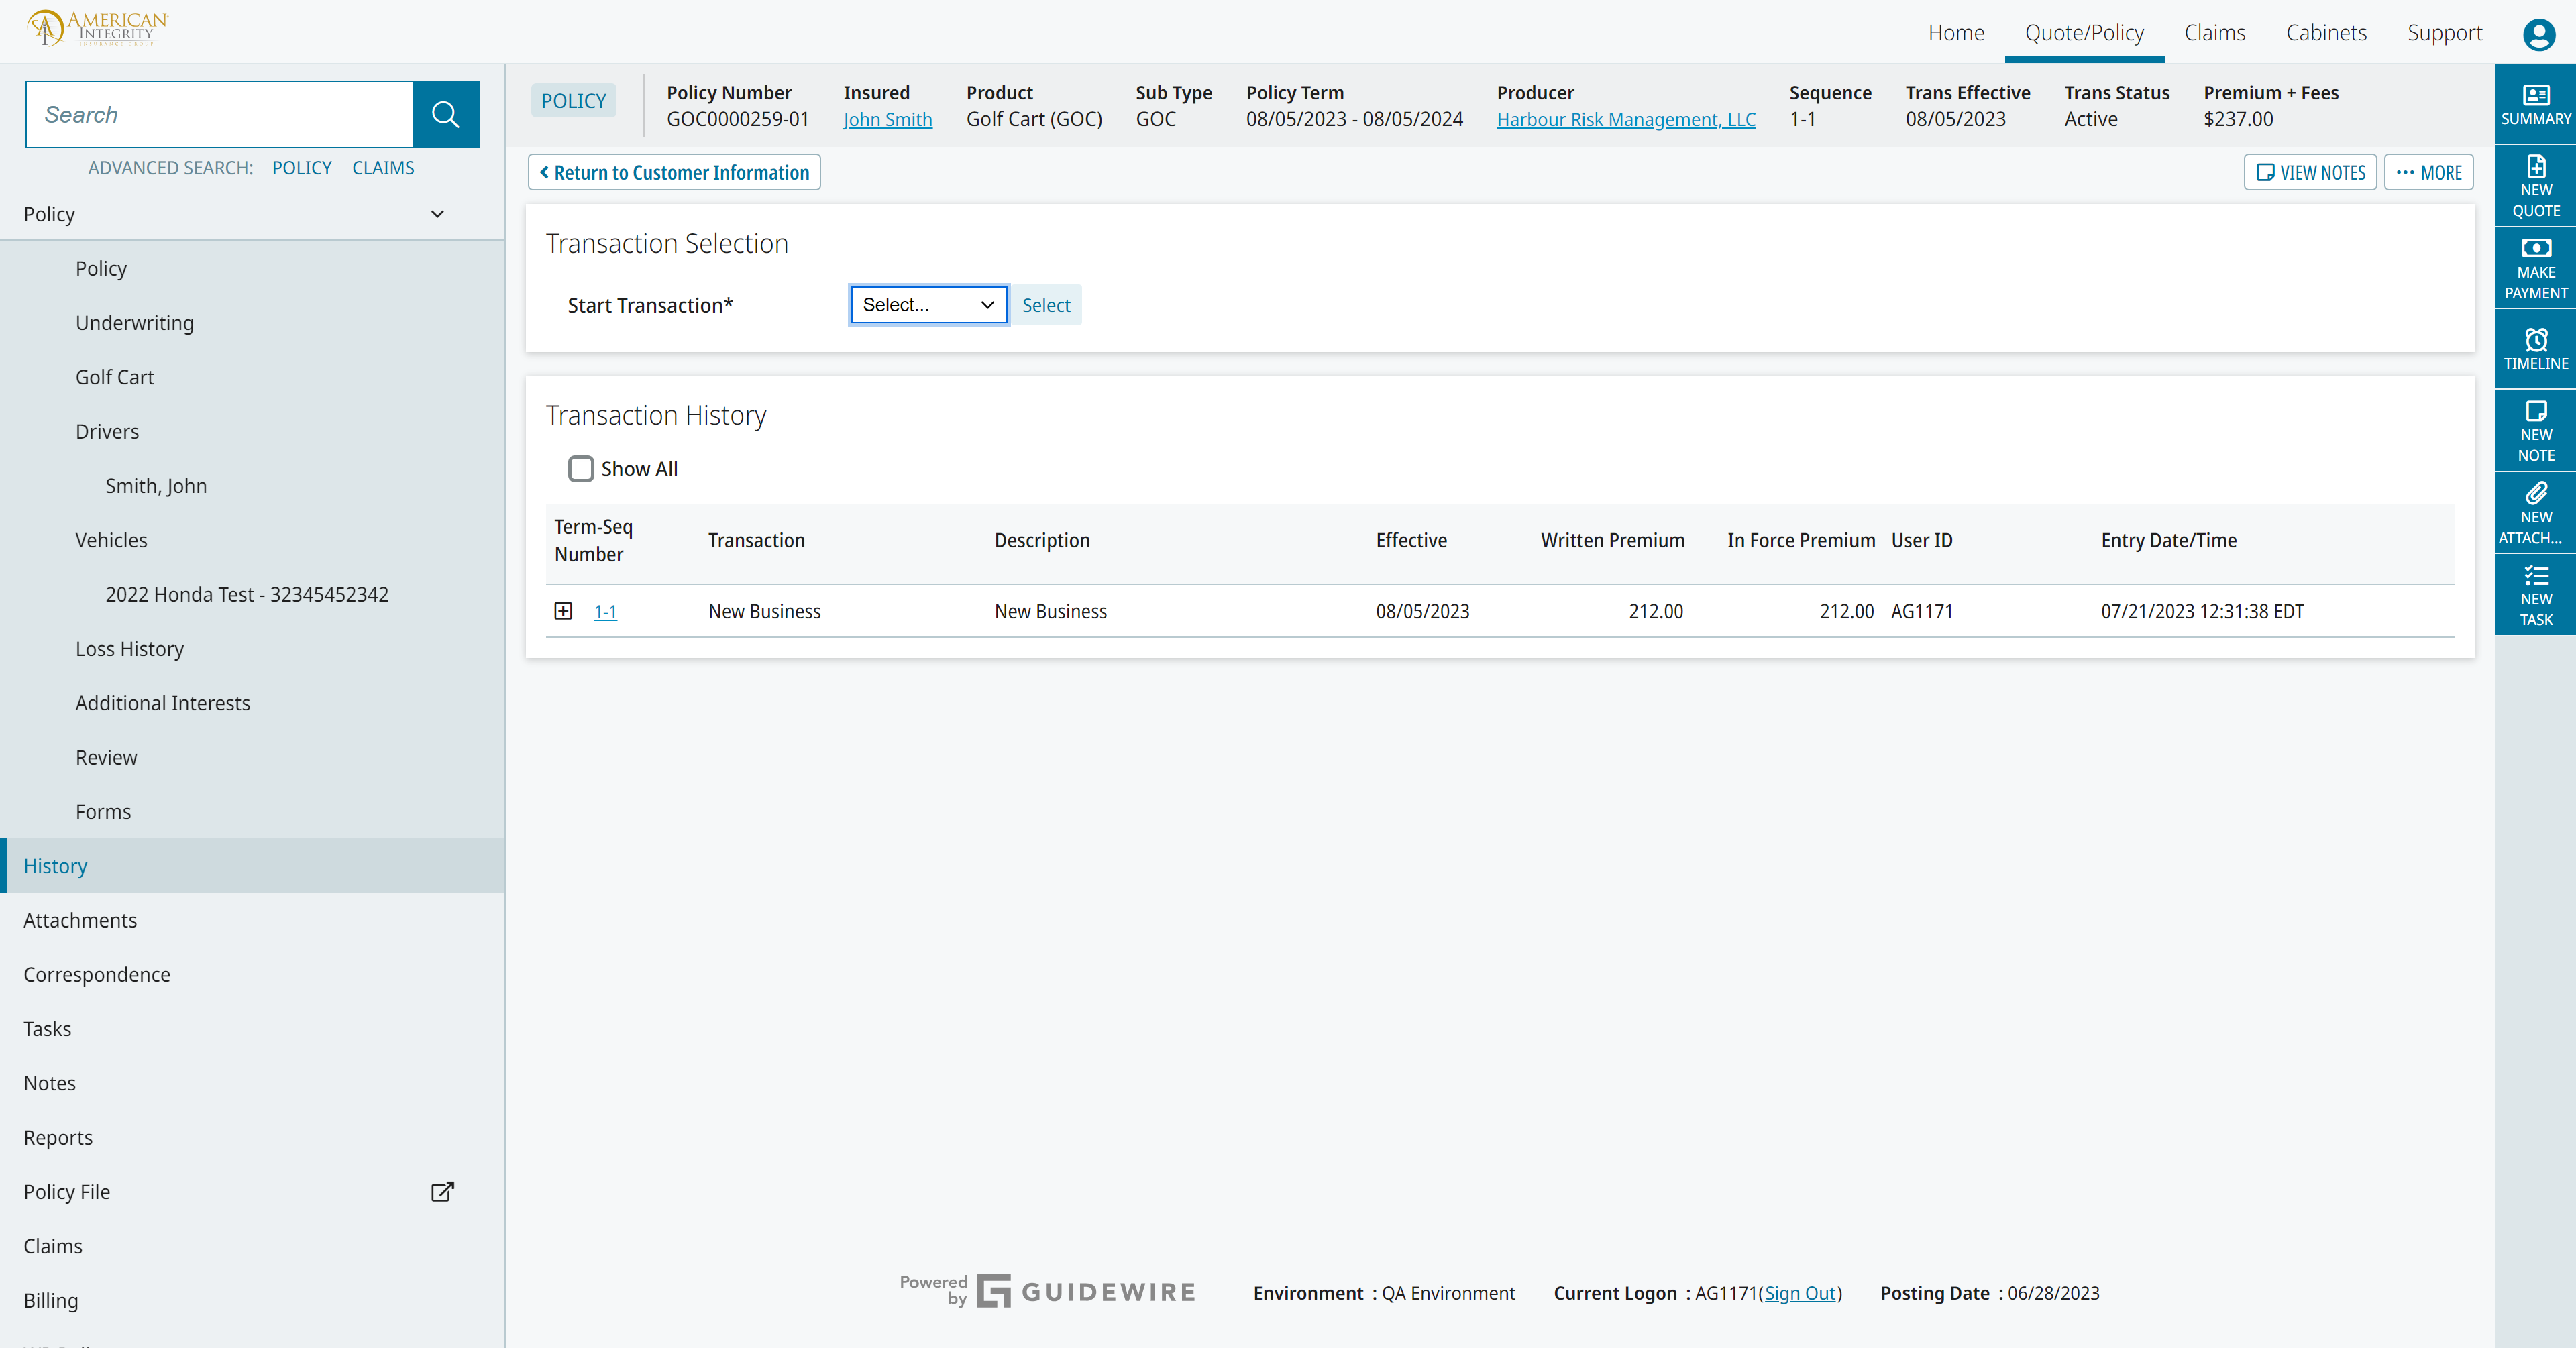 AMERICAN
INTEGRITY
INSURANCE GROUP
Home
Quote/Policy
Claims
Cabinets
Support
Search
ADVANCED SEARCH: POLICY CLAIMS
Policy
Policy
Underwriting
Golf Cart
Drivers
Smith, John
Vehicles
2022 Honda Test - 32345452342
Loss History
Additional Interests
Review
Forms
History
Attachments
Correspondence
Tasks
Notes
Reports
Policy File
Claims
Billing
POLICY
Policy Number
GOC0000259-01
Insured
John Smith
Product
Golf Cart (GOC)
Sub Type
GOC
Policy Term
08/05/2023 - 08/05/2024
Producer
Harbour Risk Management, LLC
Sequence
1-1
Trans Effective
08/05/2023
Trans Status
Active
Premium + Fees
$237.00
Return to Customer Information
VIEW NOTES
MORE
Transaction Selection
Start Transaction*
Select...
Select
Transaction History
Show All
Term-Seq Number
Transaction
Description
Effective
Written Premium
In Force Premium
User ID
Entry Date/Time
1-1
New Business
New Business
08/05/2023
212.00
212.00
AG1171
07/21/2023 12:31:38 EDT
SUMMARY
NEW
QUOTE
MAKE
PAYMENT
TIMELINE
NEW
NOTE
NEW
ATTACH...
NEW
TASK
Powered
by
GUIDEWIRE
Environment : QA Environment
Current Logon : AG1171(Sign Out)
Posting Date : 06/28/2023